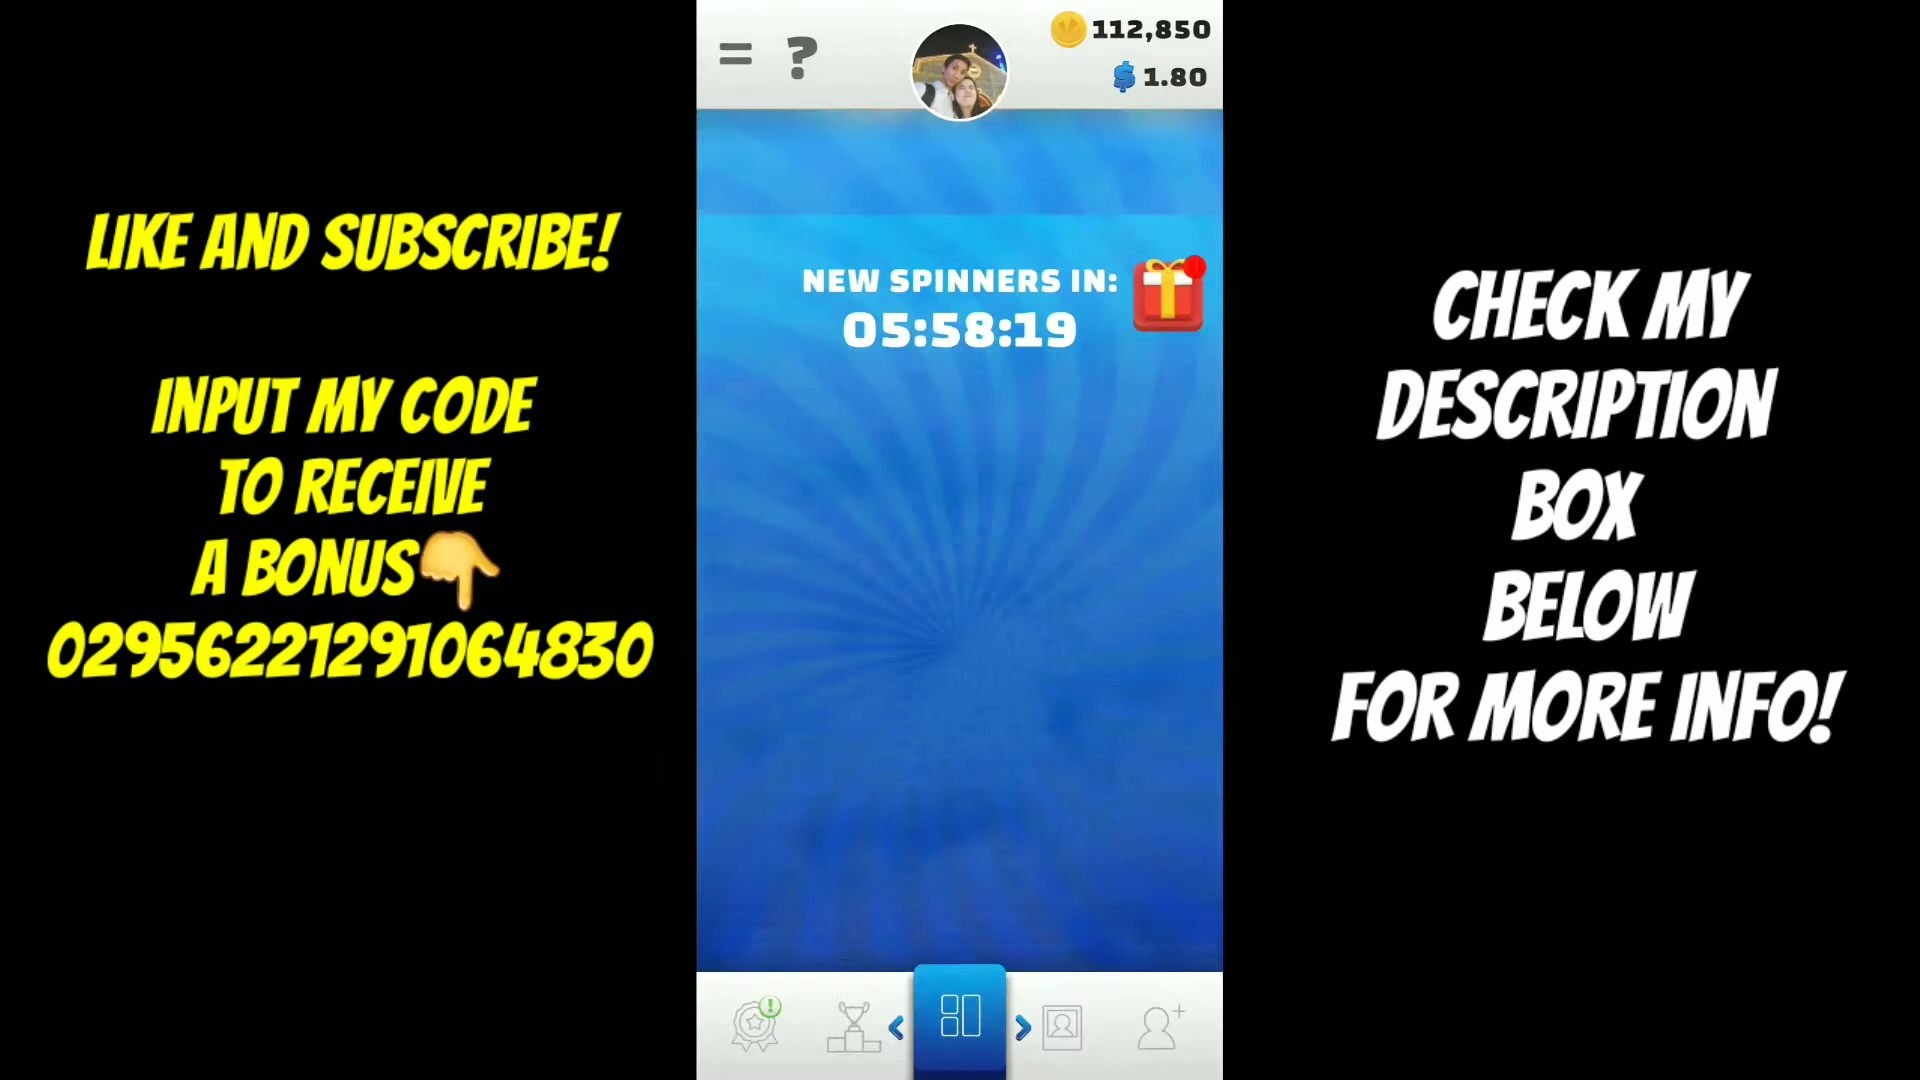 LIKE AND SUBSCRIBE!
INPUT MY CODE
TO RECEIVE
A BONUS👇
02956221291064830
?
112,850
$ 1.80
NEW SPINNERS IN:
05:58:19
CHECK MY
DESCRIPTION
BOX
BELOW
FOR MORE INFO!